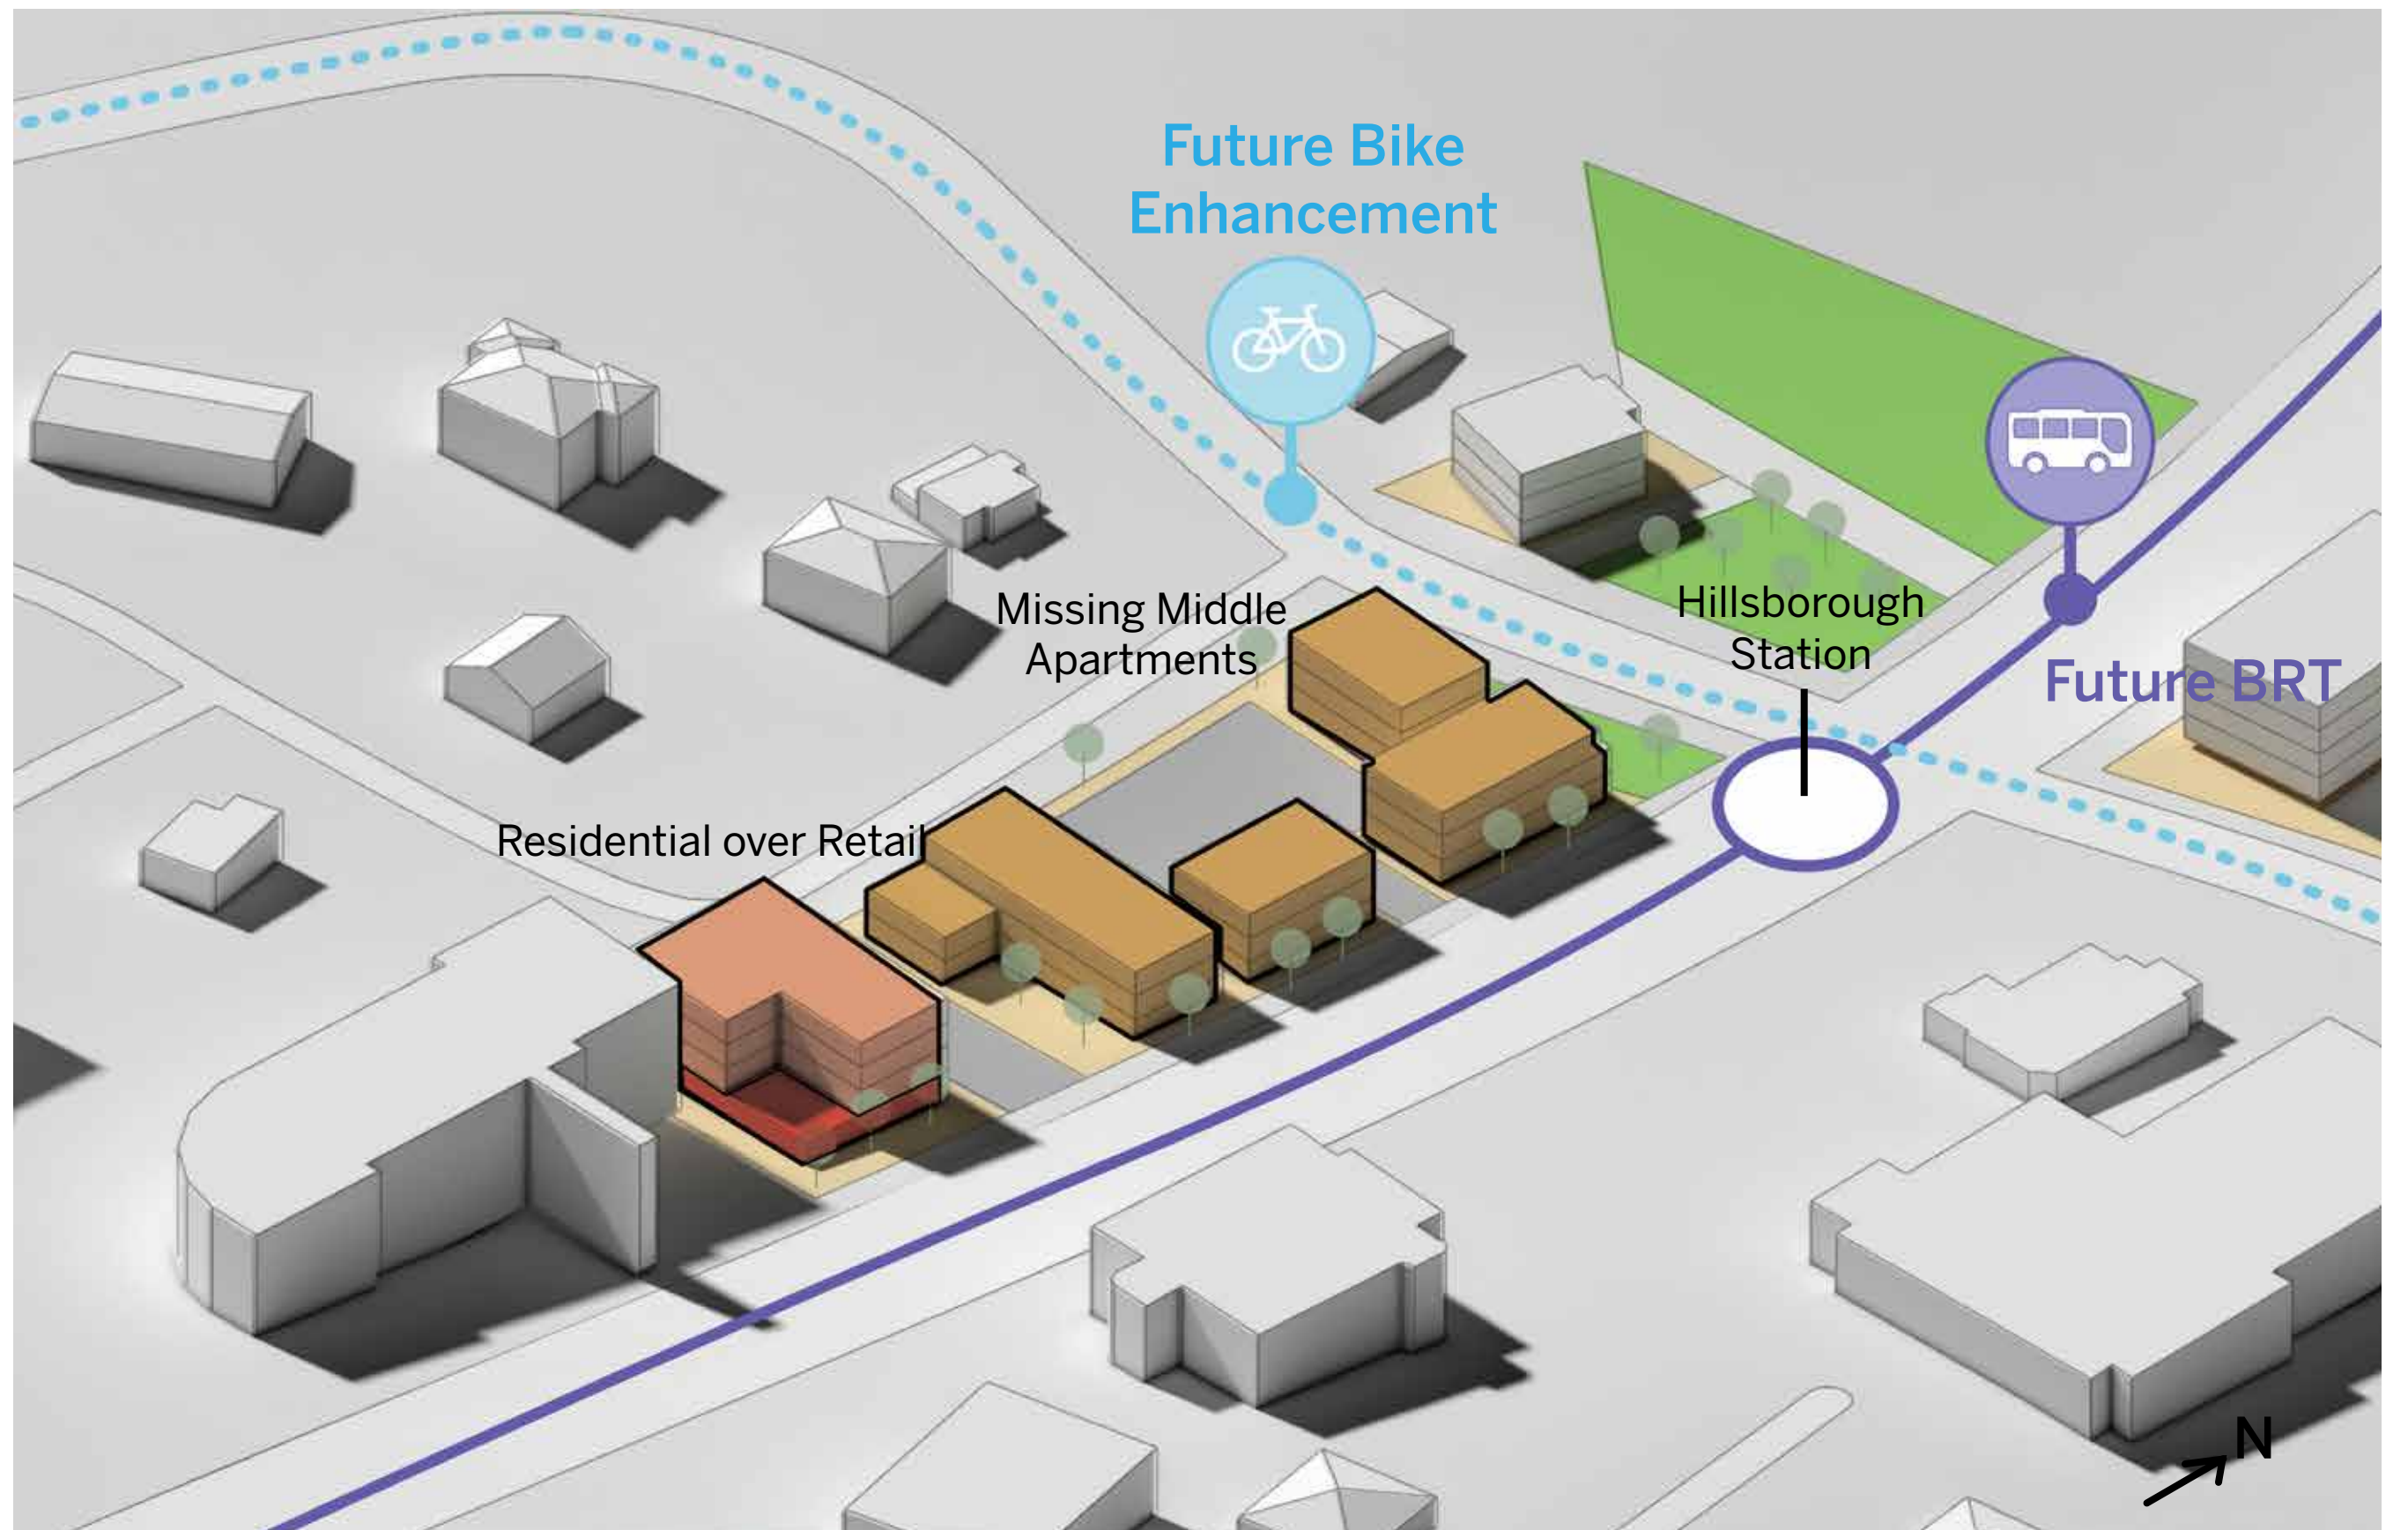 Future Bike
Enhancement
Missing Middle
Apartments
Hillsborough
Station
Future BRT
Residential over Retail
N